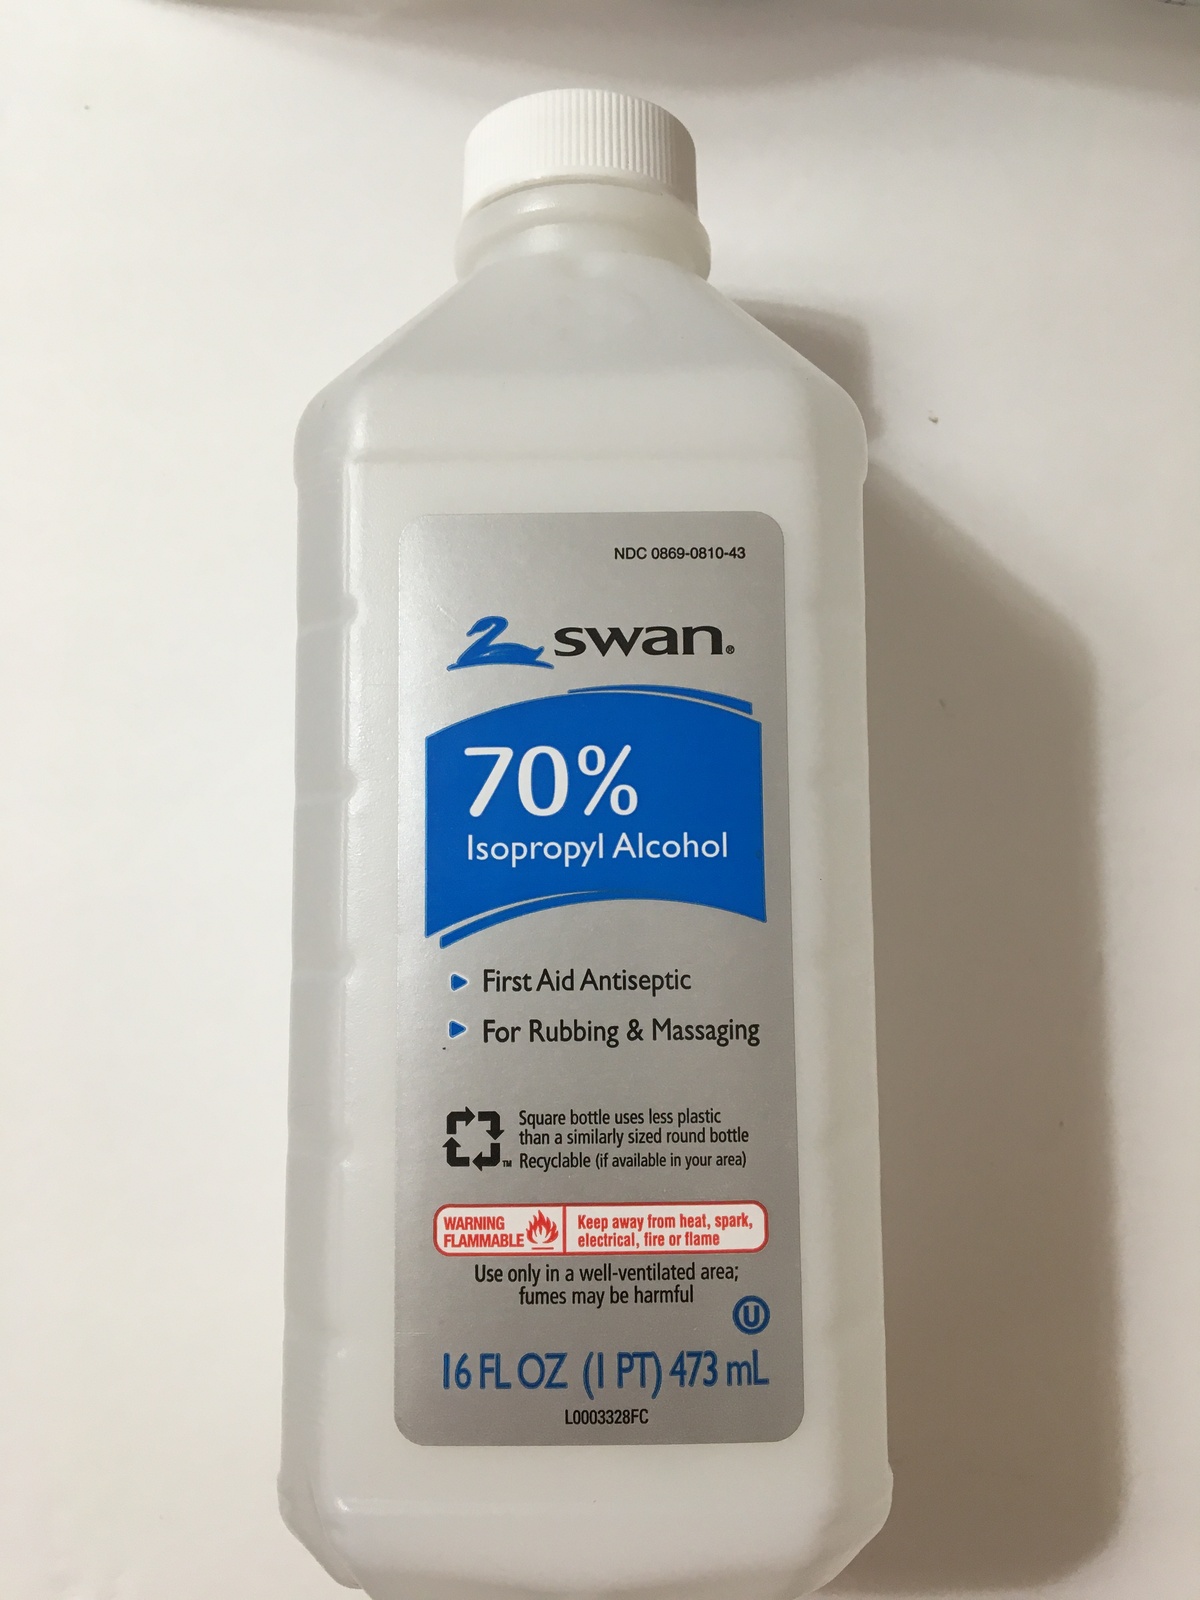 NDC 0869-0810-43
swan®
70%
Isopropyl Alcohol
First Aid Antiseptic
For Rubbing & Massaging
Square bottle uses less plastic
than a similarly sized round bottle
™ Recyclable (if available in your area)
WARNING
FLAMMABLE
Keep away from heat, spark,
electrical, fire or flame
Use only in a well-ventilated area;
fumes may be harmful
U
16 FL OZ (1 PT) 473 mL
L0003328FC